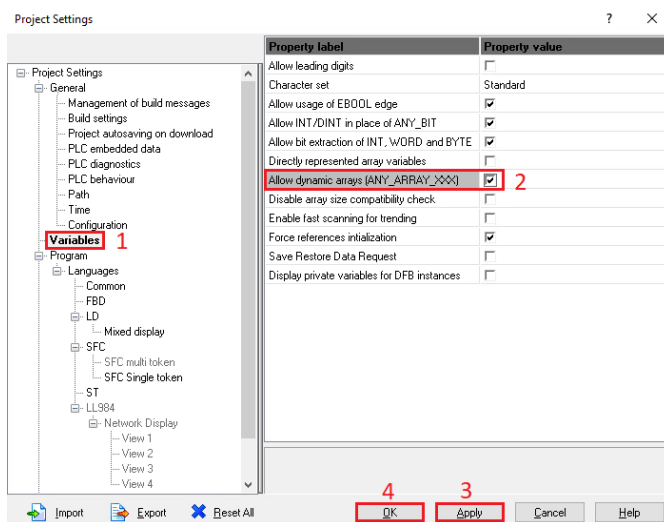 Project Settings
?
Project Settings
General
Management of build messages
Build settings
Project autosaving on download
PLC embedded data
PLC diagnostics
PLC behaviour
Path
Time
Configuration
Variables 1
Program
Languages
Common
FBD
LD
Mixed display
SFC
SFC multi token
SFC Single token
ST
LL984
Network Display
View 1
View 2
View 3
View 4
Property label Property value
Allow leading digits
Character set Standard
Allow usage of EBOOL edge
Allow INT/DINT in place of ANY_BIT
Allow bit extraction of INT, WORD and BYTE
Directly represented array variables
Allow dynamic arrays (ANY_ARRAY_XXX) 2
Disable array size compatibility check
Enable fast scanning for trending
Force references intialization
Save Restore Data Request
Display private variables for DFB instances
4 3
Import Export Reset All OK Apply Cancel Help